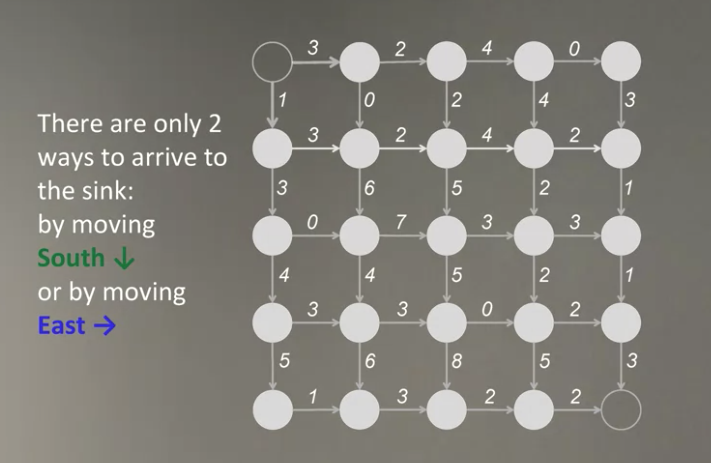 3 2 4 0
1 0 2 4 3
There are only 2
ways to arrive to
the sink:
by moving
South ↓
or by moving
East →
3 2 4 2
3 6 5 2 1
0 7 3 3
4 4 5 2 1
3 3 0 2
5 6 8 5 3
1 3 2 2